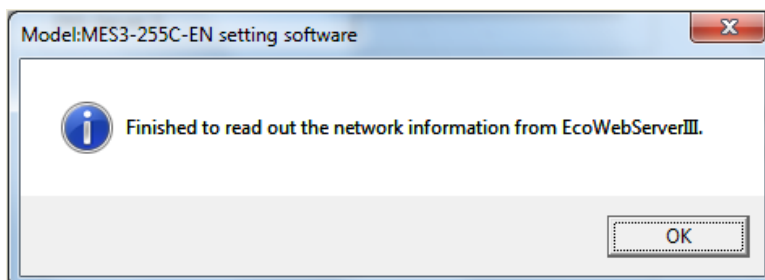 Model:MES3-255C-EN setting software
Finished to read out the network information from EcoWebServerⅢ.
OK